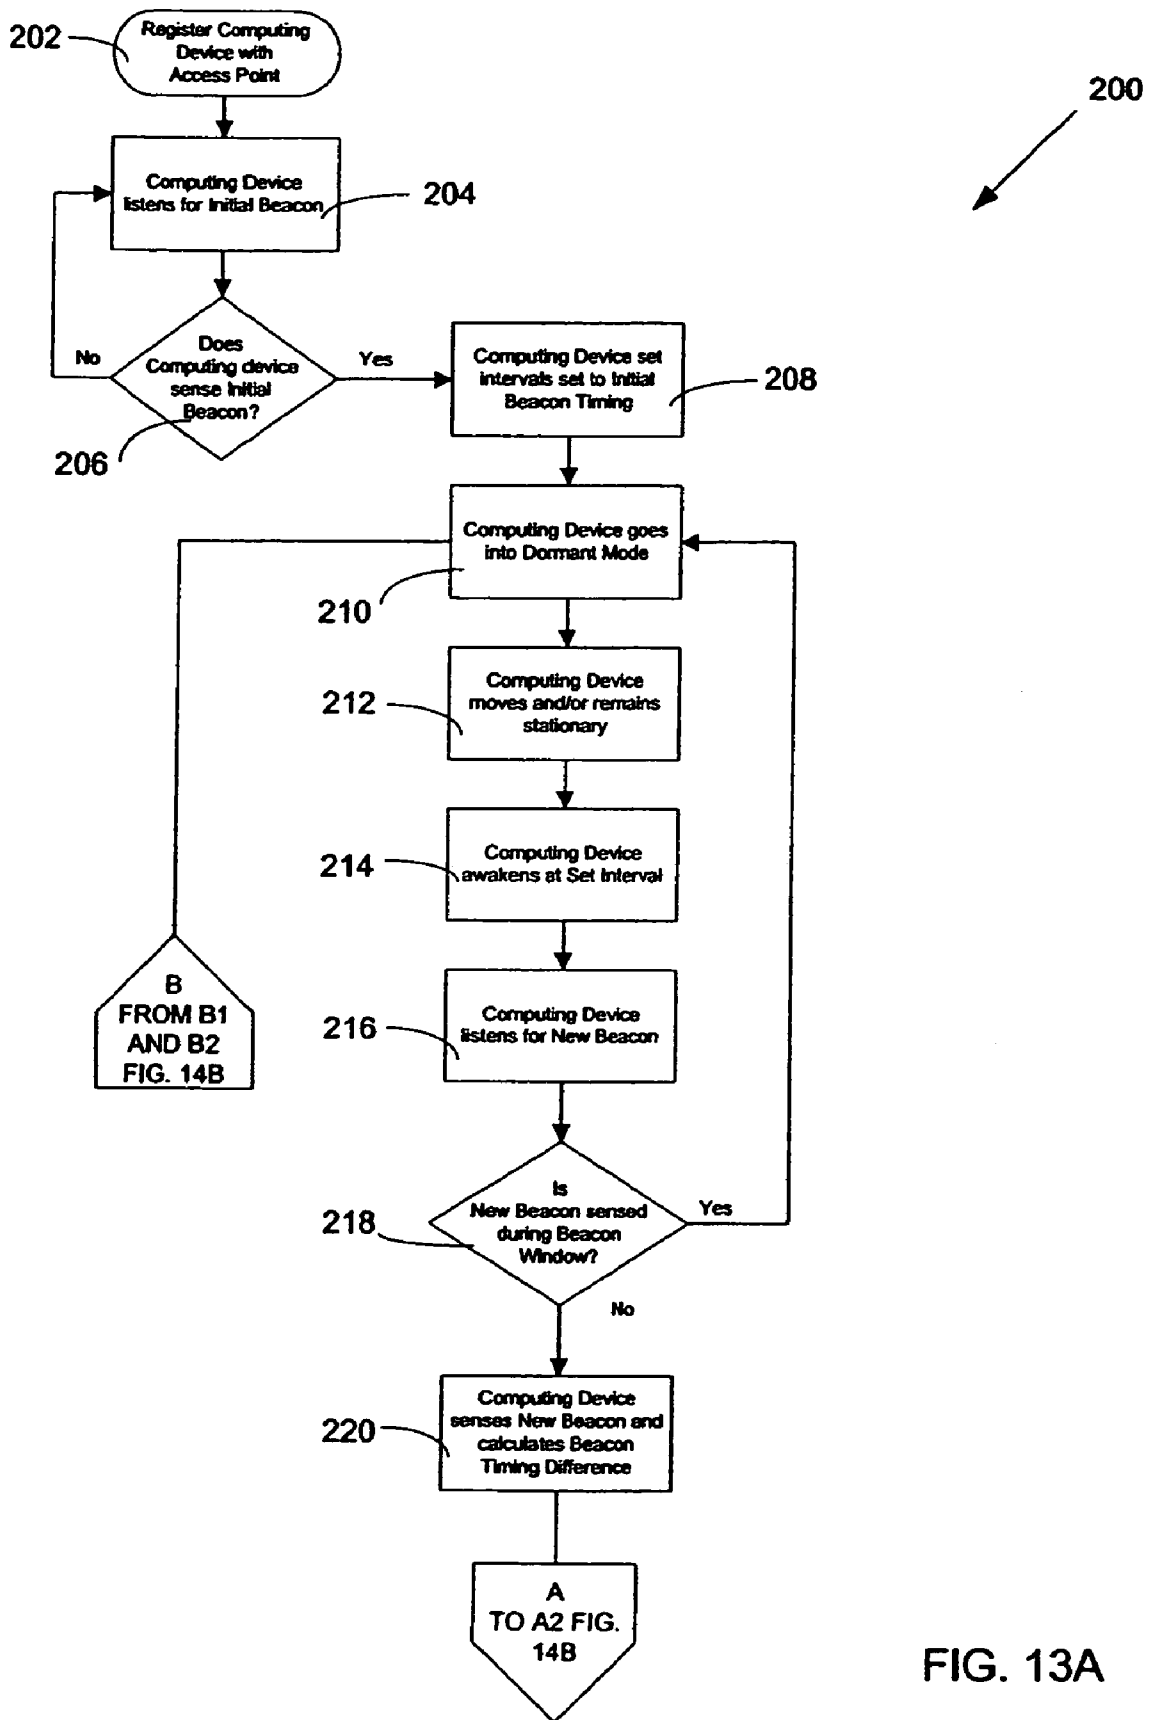 202
Register Computing
Device with
Access Point
200
Computing Device
listens for Initial Beacon
204
Does
Computing device
sense Initial
Beacon?
No
Yes
206
Computing Device set
intervals set to Initial
Beacon Timing
208
Computing Device goes
into Dormant Mode
210
Computing Device
moves and/or remains
stationary
212
Computing Device
awakens at Set Interval
214
B
FROM B1
AND B2
FIG. 14B
Computing Device
listens for New Beacon
216
Is
New Beacon sensed
during Beacon
Window?
Yes
218
No
Computing Device
senses New Beacon and
calculates Beacon
Timing Difference
220
A
TO A2 FIG.
14B
FIG. 13A